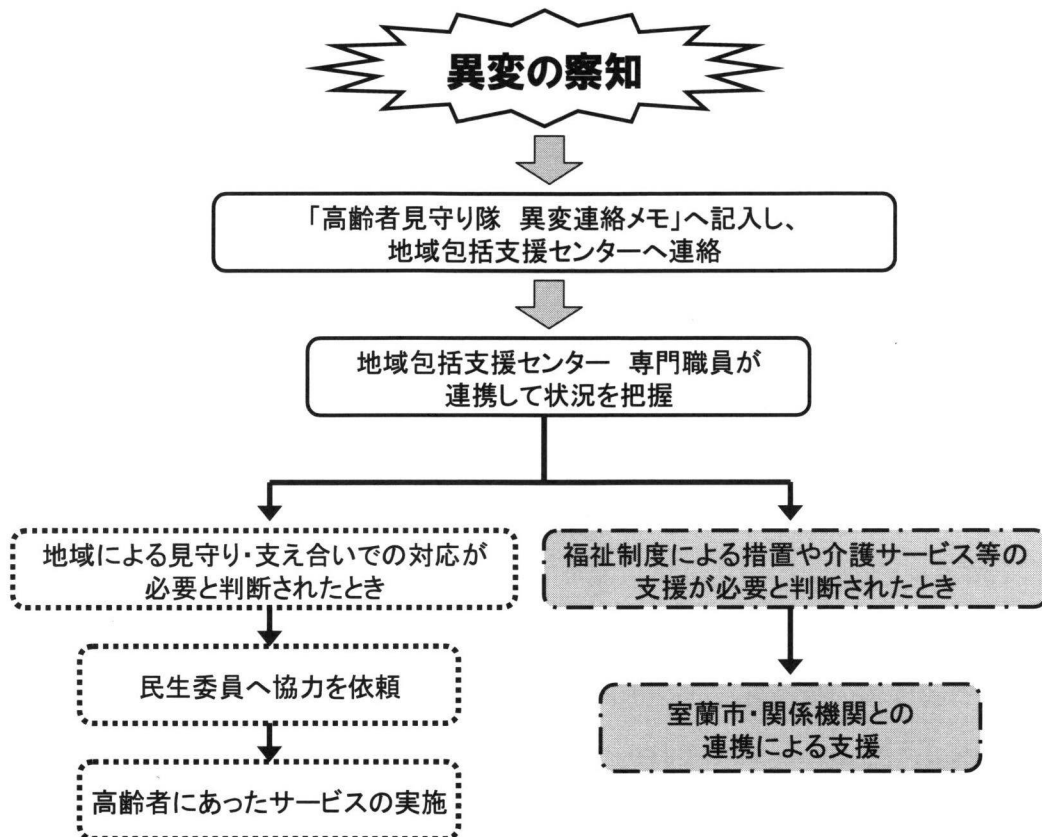 異変の察知
「高齢者見守り隊　異変連絡メモ」へ記入し、
地域包括支援センターへ連絡
地域包括支援センター　専門職員が
連携して状況を把握
地域による見守り・支え合いでの対応が
必要と判断されたとき
民生委員へ協力を依頼
高齢者にあったサービスの実施
福祉制度による措置や介護サービス等の
支援が必要と判断されたとき
室蘭市・関係機関との
連携による支援